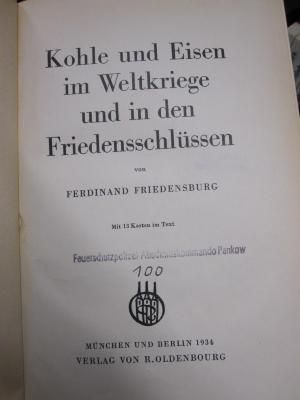 Kohle und Eisen
im Weltkriege
und in den
Friedensschlüssen
von
FERDINAND FRIEDENSBURG
Mit 13 Karten im Text
Feuerschutzpolizei Pankow
100
MÜNCHEN UND BERLIN 1934
VERLAG VON R. OLDENBOURG